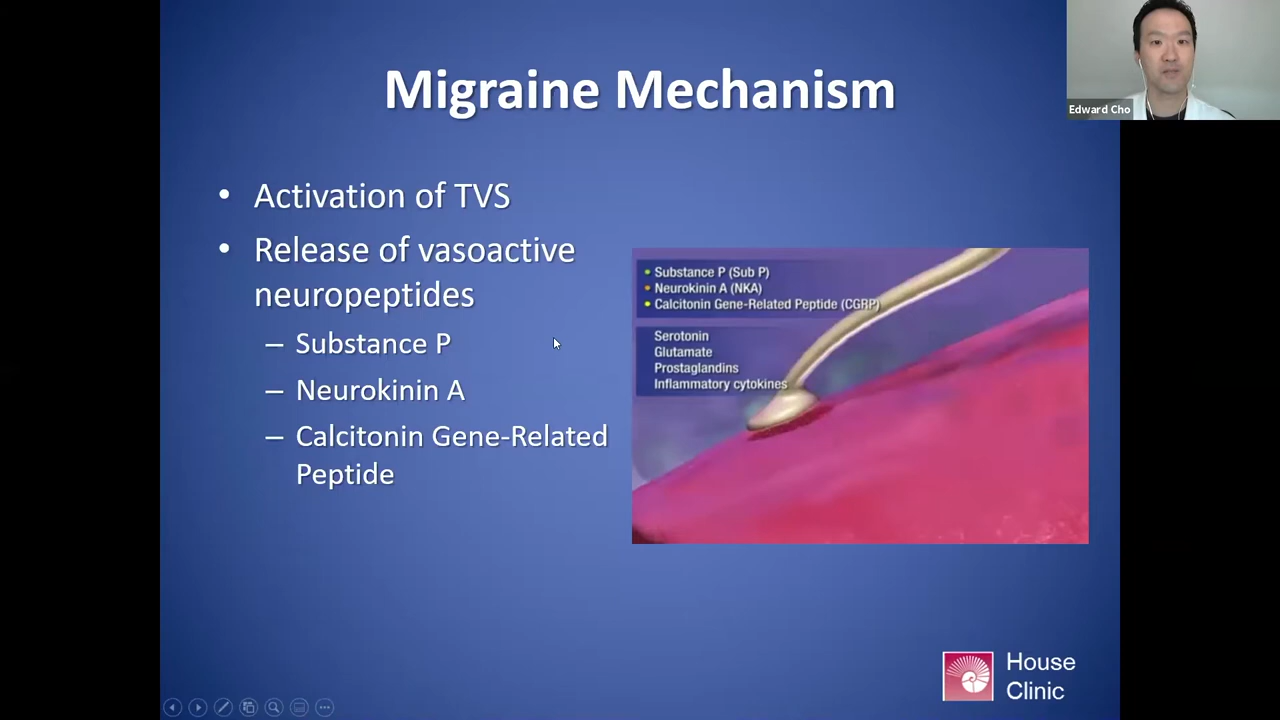 Migraine Mechanism
Edward Cho
• Activation of TVS
• Release of vasoactive
neuropeptides
– Substance P
– Neurokinin A
– Calcitonin Gene-Related
Peptide
• Substance P (Sub P)
• Neurokinin A (NKA)
• Calcitonin Gene-Related Peptide (CGRP)
Serotonin
Glutamate
Prostaglandins
Inflammatory cytokines
House
Clinic